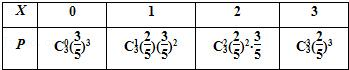 X 0 1 2 3
P C₃⁰(3/5)³ C₃¹(2/5)(3/5)² C₃²(2/5)²·3/5 C₃³(2/5)³